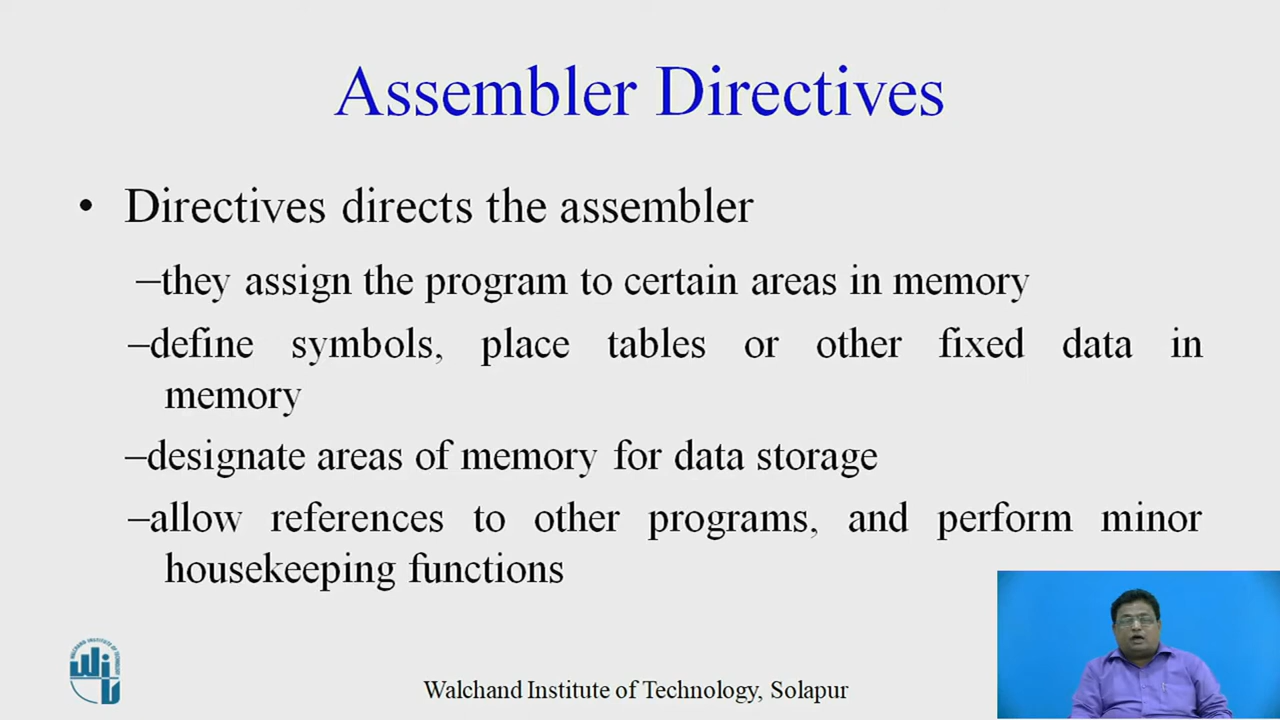 Assembler Directives
• Directives directs the assembler
–they assign the program to certain areas in memory
–define symbols, place tables or other fixed data in
memory
–designate areas of memory for data storage
–allow references to other programs, and perform minor
housekeeping functions
Walchand Institute of Technology, Solapur